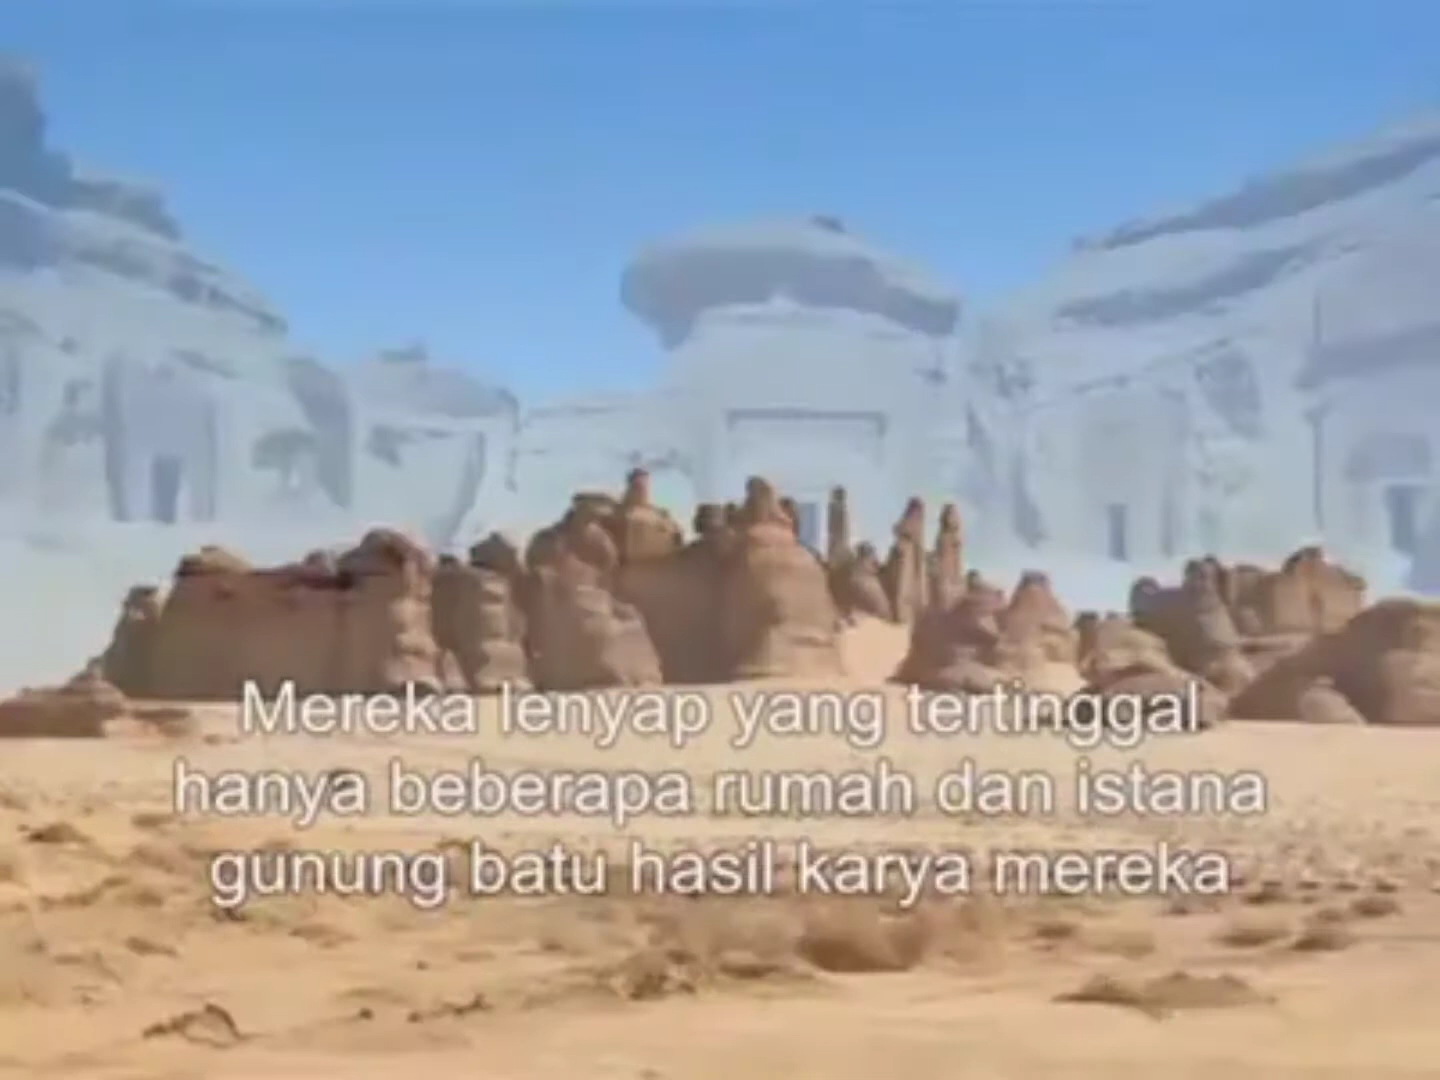 Mereka lenyap yang tertinggal
hanya beberapa rumah dan istana
gunung batu hasil karya mereka